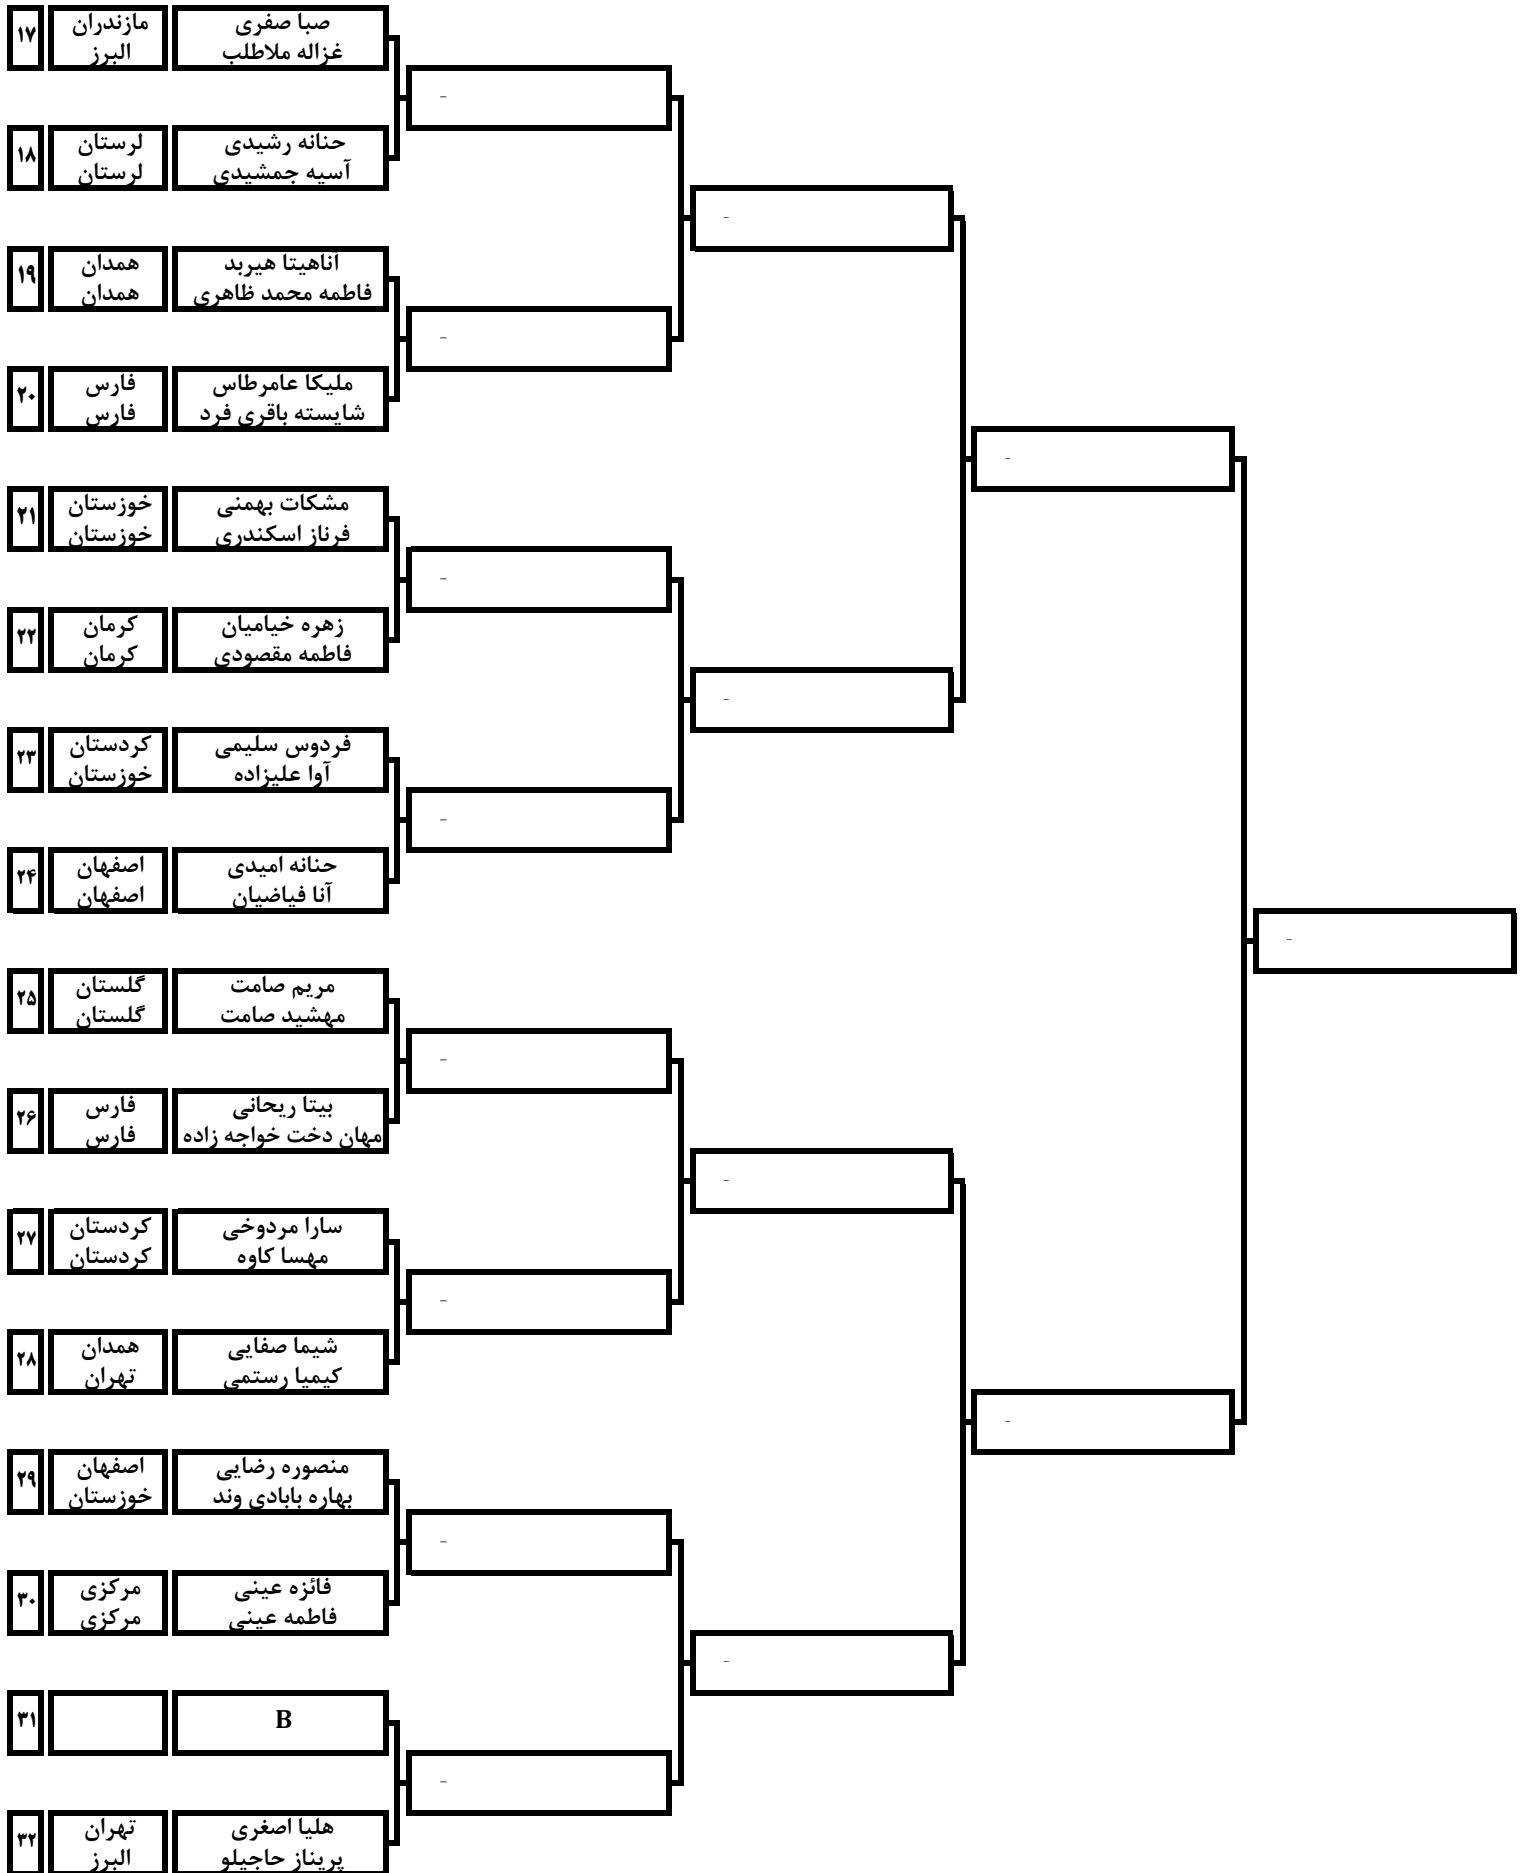 ۱۷ مازندران صبا صفری
البرز غزاله ملاطلب
-
۱۸ لرستان حنانه رشیدی
لرستان آسیه جمشیدی
-
۱۹ همدان آناهیتا هیربد
همدان فاطمه محمد ظاهری
-
۲۰ فارس ملیکا عامرطاس
فارس شایسته باقری فرد
-
۲۱ خوزستان مشکات بهمنی
خوزستان فرناز اسکندری
-
۲۲ کرمان زهره خیامیان
کرمان فاطمه مقصودی
-
۲۳ کردستان فردوس سلیمی
خوزستان آوا علیزاده
-
۲۴ اصفهان حنانه امیدی
اصفهان آنا فیاضیان
-
۲۵ گلستان مریم صامت
گلستان مهشید صامت
-
۲۶ فارس بیتا ریحانی
فارس مهان دخت خواجه زاده
-
۲۷ کردستان سارا مردوخی
کردستان مهسا کاوه
-
۲۸ همدان شیما صفایی
تهران کیمیا رستمی
-
۲۹ اصفهان منصوره رضایی
خوزستان بهاره بابادی وند
-
۳۰ مرکزی فائزه عینی
مرکزی فاطمه عینی
-
۳۱ B
-
۳۲ تهران هلیا اصغری
البرز پریناز حاجیلو